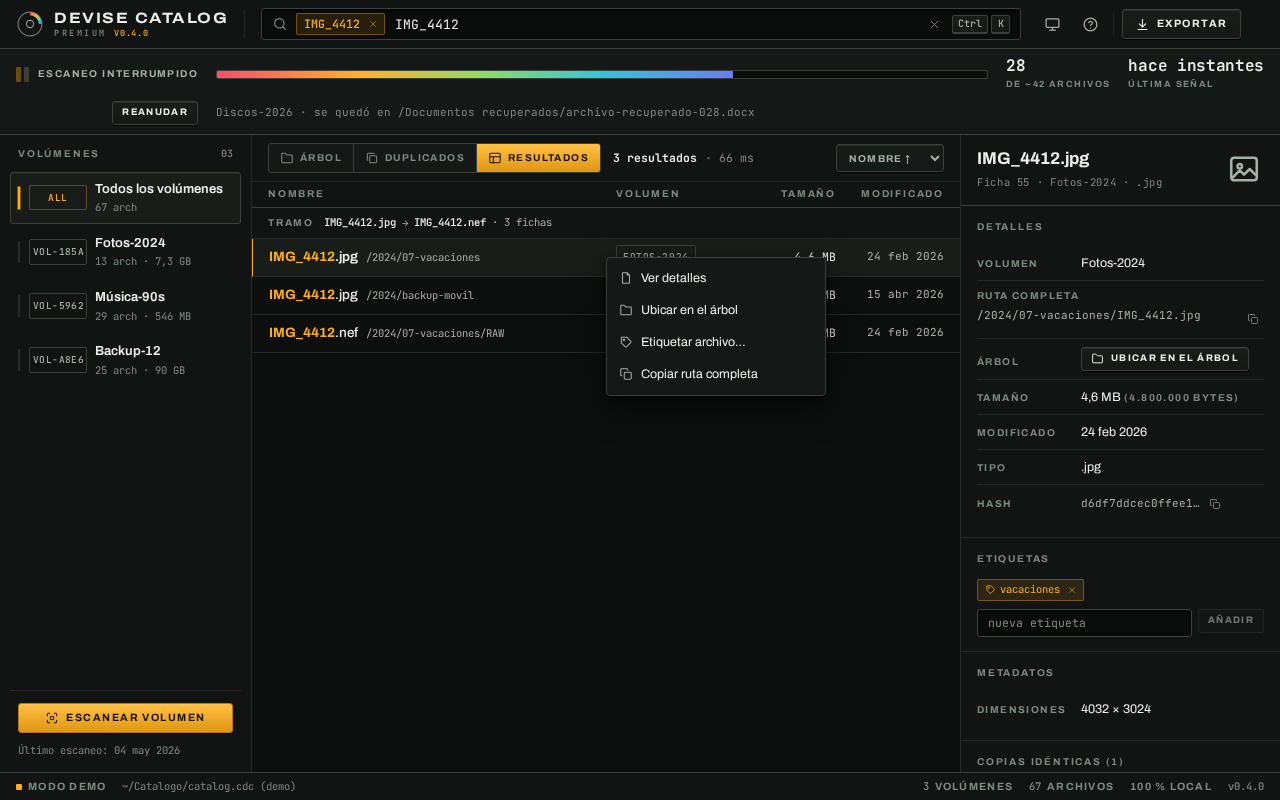 DEVISE CATALOG
PREMIUM V0.4.0
IMG_4412 × IMG_4412
Ctrl K
EXPORTAR
ESCANEO INTERRUMPIDO
28
DE ~42 ARCHIVOS
hace instantes
ÚLTIMA SEÑAL
REANUDAR
Discos-2026 · se quedó en /Documentos recuperados/archivo-recuperado-028.docx
VOLÚMENES 03
ALL
Todos los volúmenes
67 arch
VOL-185A
Fotos-2024
13 arch · 7,3 GB
VOL-5962
Música-90s
29 arch · 546 MB
VOL-A8E6
Backup-12
25 arch · 90 GB
ESCANEAR VOLUMEN
Último escaneo: 04 may 2026
ÁRBOL
DUPLICADOS
RESULTADOS
3 resultados · 66 ms
NOMBRE ↑
NOMBRE VOLUMEN TAMAÑO MODIFICADO
TRAMO IMG_4412.jpg → IMG_4412.nef · 3 fichas
IMG_4412.jpg /2024/07-vacaciones FOTOS-2024 4,6 MB 24 feb 2026
IMG_4412.jpg /2024/backup-movil MB 15 abr 2026
IMG_4412.nef /2024/07-vacaciones/RAW MB 24 feb 2026
Ver detalles
Ubicar en el árbol
Etiquetar archivo...
Copiar ruta completa
IMG_4412.jpg
Ficha 55 · Fotos-2024 · .jpg
DETALLES
VOLUMEN Fotos-2024
RUTA COMPLETA
/2024/07-vacaciones/IMG_4412.jpg
ÁRBOL UBICAR EN EL ÁRBOL
TAMAÑO 4,6 MB (4.800.000 BYTES)
MODIFICADO 24 feb 2026
TIPO .jpg
HASH d6df7ddcec0ffee1…
ETIQUETAS
vacaciones ×
nueva etiqueta AÑADIR
METADATOS
DIMENSIONES 4032 × 3024
COPIAS IDÉNTICAS (1)
MODO DEMO ~/Catalogo/catalog.cdc (demo)
3 VOLÚMENES 67 ARCHIVOS 100 % LOCAL v0.4.0